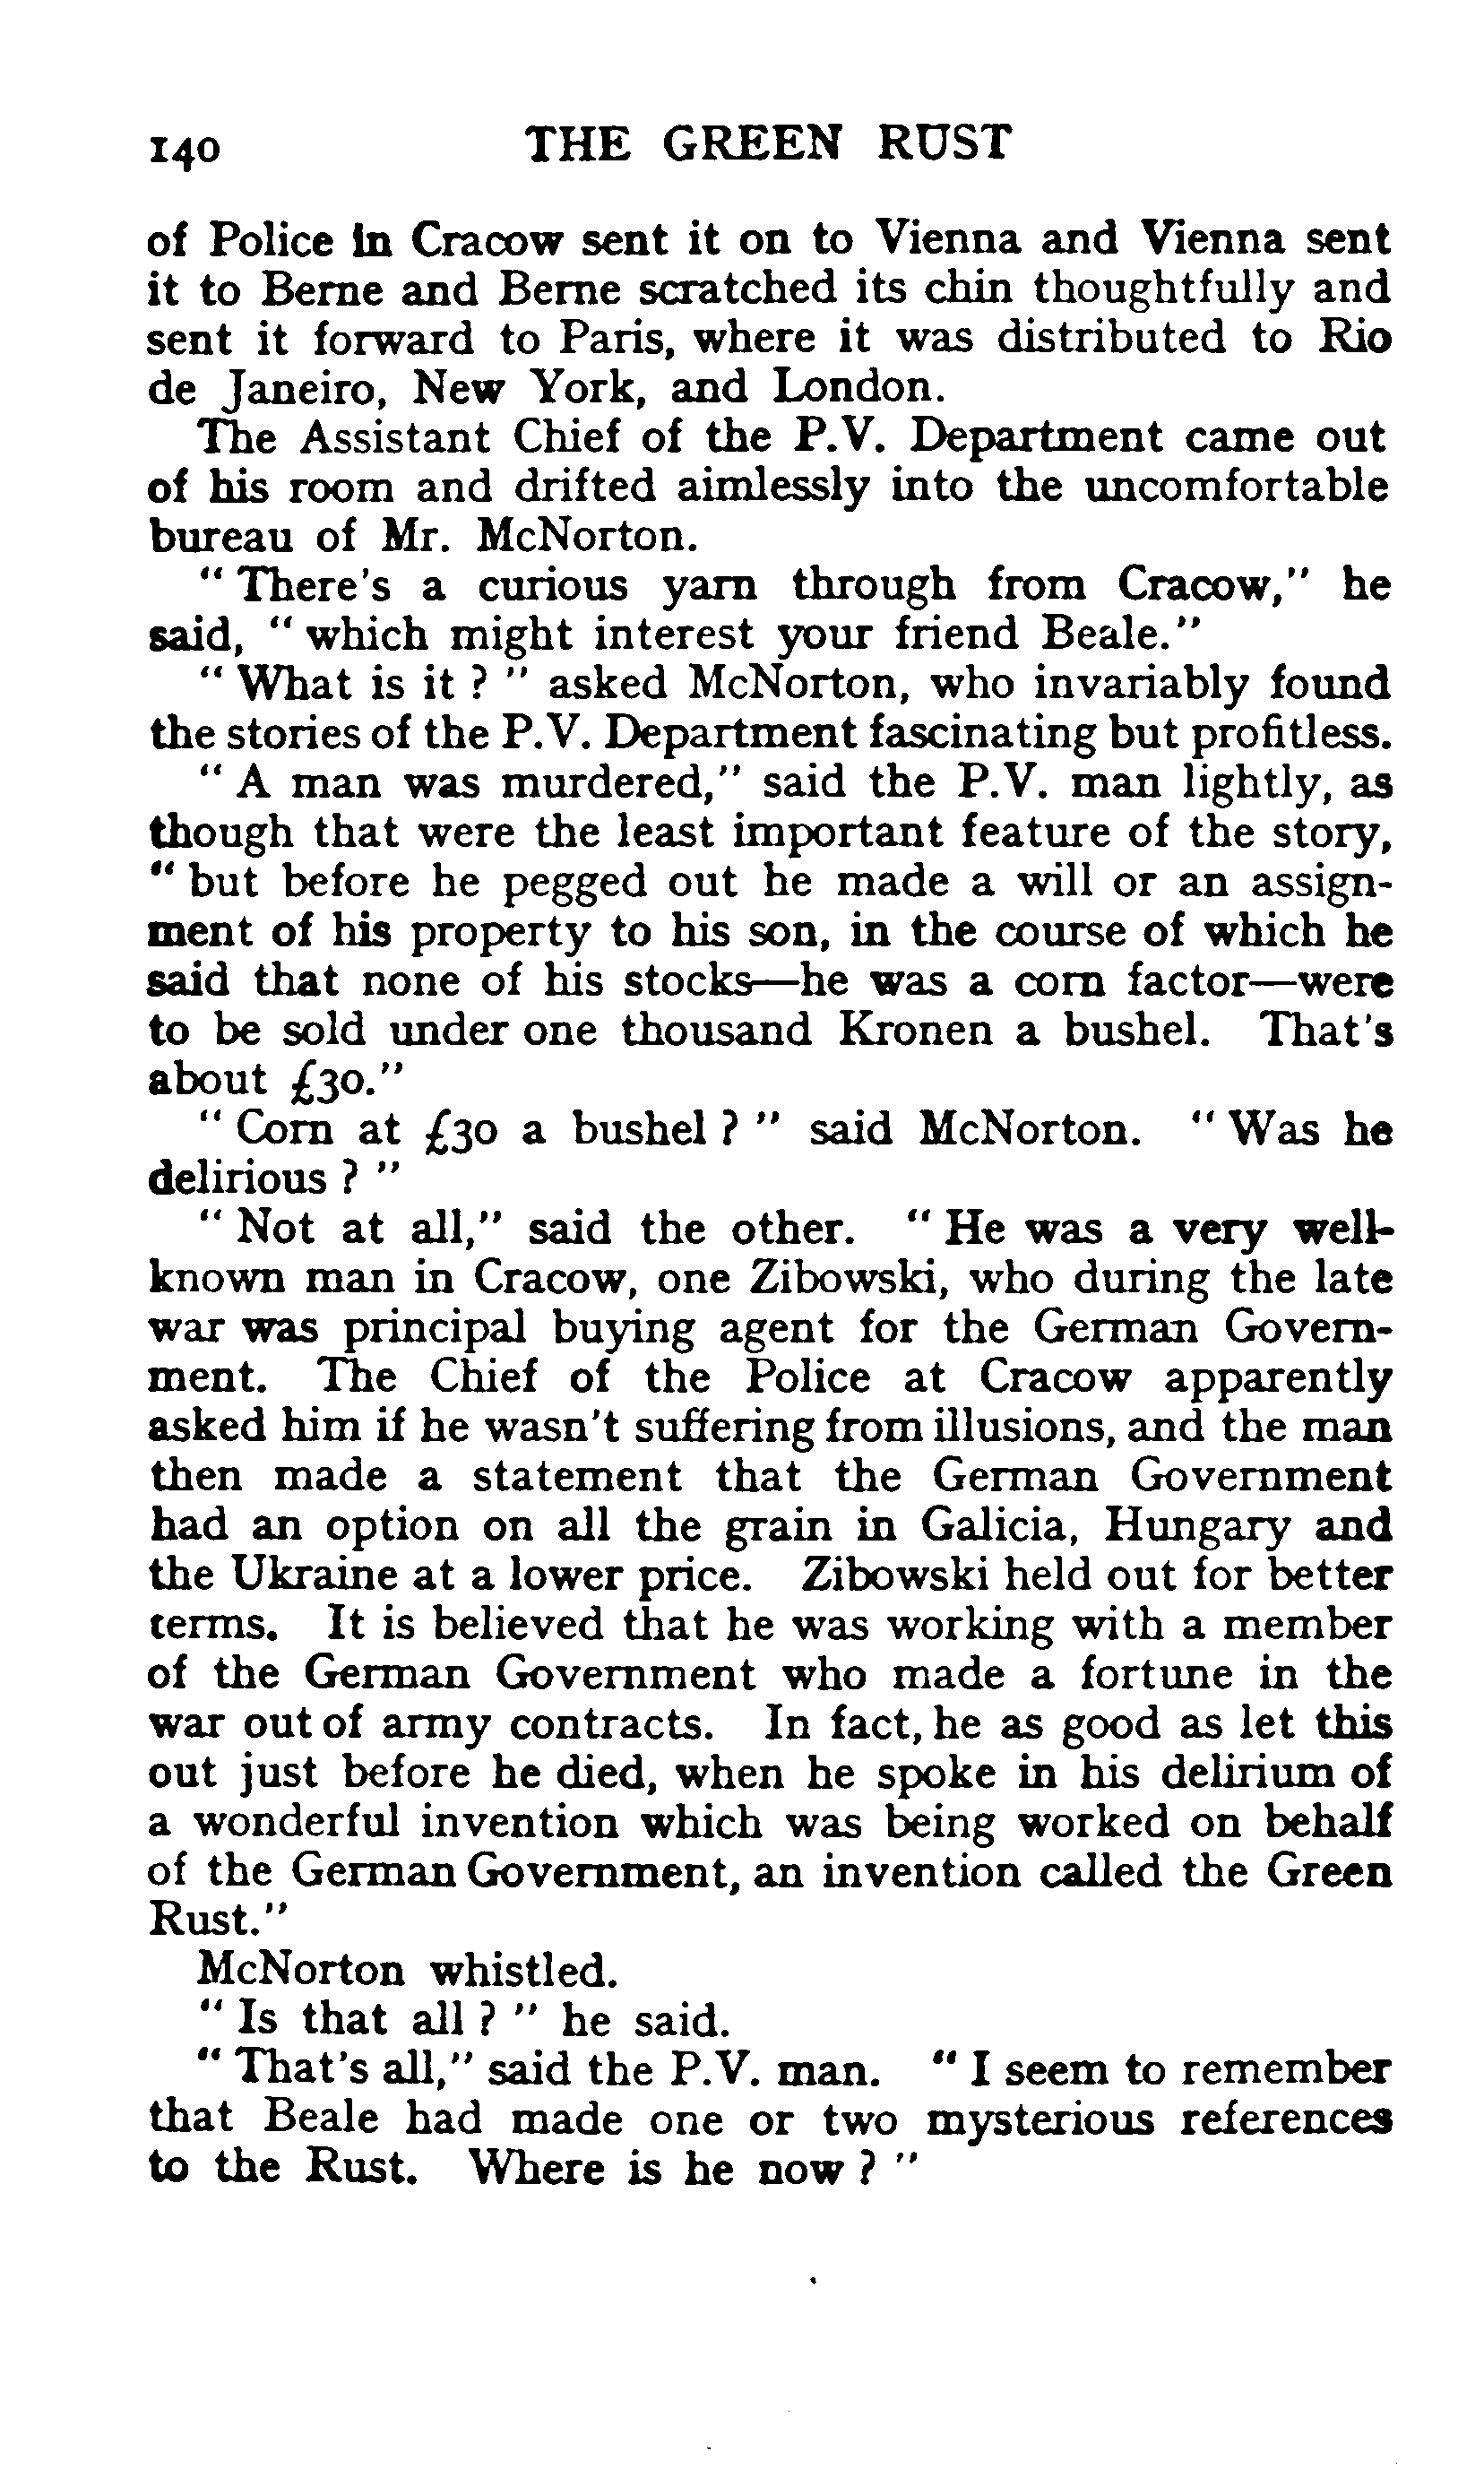 140 THE GREEN RUST
of Police in Cracow sent it on to Vienna and Vienna sent
it to Berne and Berne scratched its chin thoughtfully and
sent it forward to Paris, where it was distributed to Rio
de Janeiro, New York, and London.
The Assistant Chief of the P.V. Department came out
of his room and drifted aimlessly into the uncomfortable
bureau of Mr. McNorton.
" There's a curious yarn through from Cracow," he
said, " which might interest your friend Beale."
" What is it ? " asked McNorton, who invariably found
the stories of the P.V. Department fascinating but profitless.
" A man was murdered," said the P.V. man lightly, as
though that were the least important feature of the story,
" but before he pegged out he made a will or an assign-
ment of his property to his son, in the course of which he
said that none of his stocks—he was a corn factor—were
to be sold under one thousand Kronen a bushel. That's
about £30."
" Corn at £30 a bushel ? " said McNorton. " Was he
delirious ? "
" Not at all," said the other. " He was a very well-
known man in Cracow, one Zibowski, who during the late
war was principal buying agent for the German Govern-
ment. The Chief of the Police at Cracow apparently
asked him if he wasn't suffering from illusions, and the man
then made a statement that the German Government
had an option on all the grain in Galicia, Hungary and
the Ukraine at a lower price. Zibowski held out for better
terms. It is believed that he was working with a member
of the German Government who made a fortune in the
war out of army contracts. In fact, he as good as let this
out just before he died, when he spoke in his delirium of
a wonderful invention which was being worked on behalf
of the German Government, an invention called the Green
Rust."
McNorton whistled.
" Is that all ? " he said.
" That's all," said the P.V. man. " I seem to remember
that Beale had made one or two mysterious references
to the Rust. Where is he now ? "